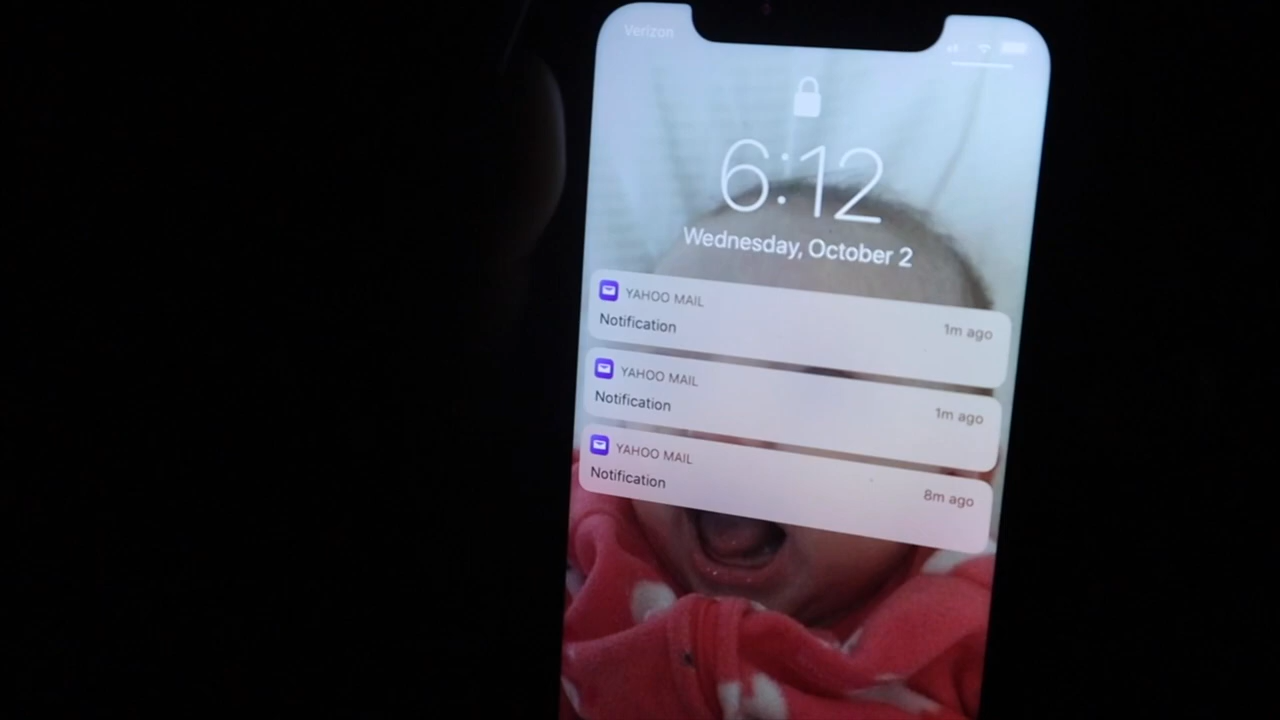 Verizon
6:12
Wednesday, October 2
YAHOO MAIL
Notification
1m ago
YAHOO MAIL
Notification
1m ago
YAHOO MAIL
Notification
8m ago